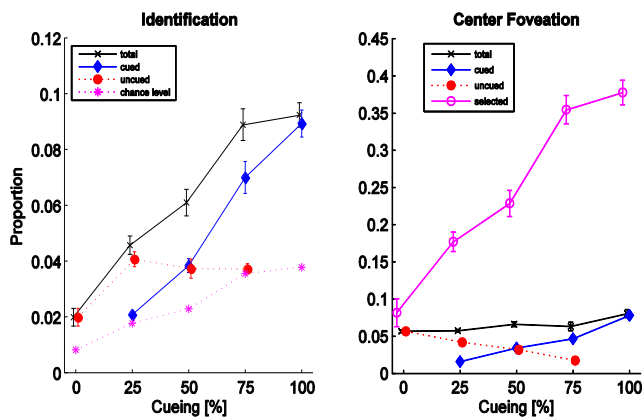 Identification
0.12
0.1
0.08
0.06
0.04
0.02
0
Proportion
total
cued
uncued
chance level
0 25 50 75 100
Cueing [%]
Center Foveation
0.45
0.4
0.35
0.3
0.25
0.2
0.15
0.1
0.05
0
total
cued
uncued
selected
0 25 50 75 100
Cueing [%]